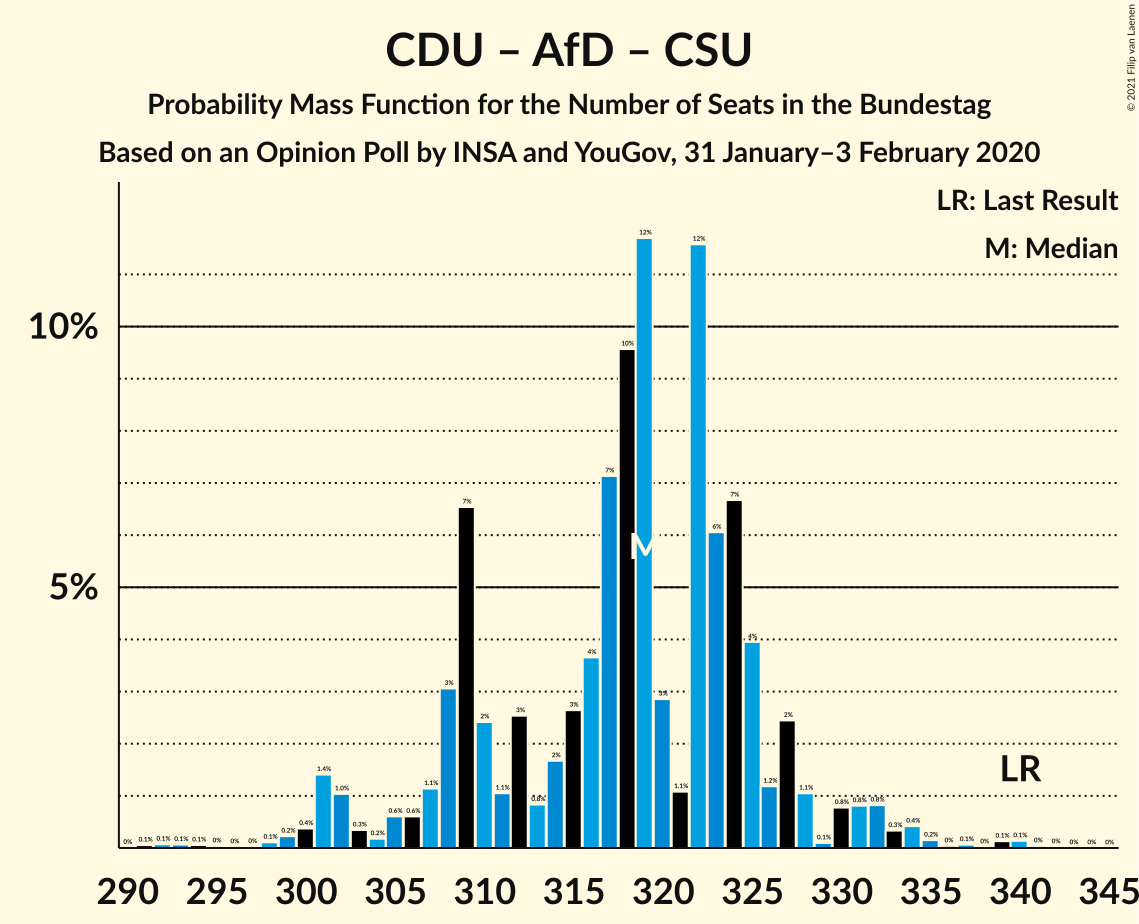 CDU – AfD – CSU
Probability Mass Function for the Number of Seats in the Bundestag
Based on an Opinion Poll by INSA and YouGov, 31 January–3 February 2020
© 2021 Filip van Laenen
LR: Last Result
M: Median
10%
5%
0% 0.1% 0.1% 0.1% 0.1% 0% 0% 0% 0.1% 0.2% 0.4% 1.4% 1.0% 0.3% 0.2% 0.6% 0.6% 1.1% 3% 7% 2% 1.1% 3% 0.8% 2% 3% 4% 7% 10% 12% 3% 1.1% 12% 6% 7% 4% 1.2% 2% 1.1% 0.1% 0.8% 0.8% 0.8% 0.3% 0.4% 0.2% 0% 0.1% 0% 0.1% 0.1% 0% 0% 0% 0% 0%
M
LR
290 295 300 305 310 315 320 325 330 335 340 345